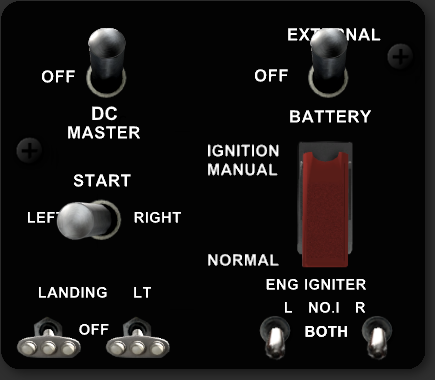 EXTERNAL
OFF
OFF
DC
MASTER
BATTERY
IGNITION
MANUAL
START
LEFT
RIGHT
NORMAL
ENG IGNITER
LANDING LT
L NO.I R
OFF
BOTH